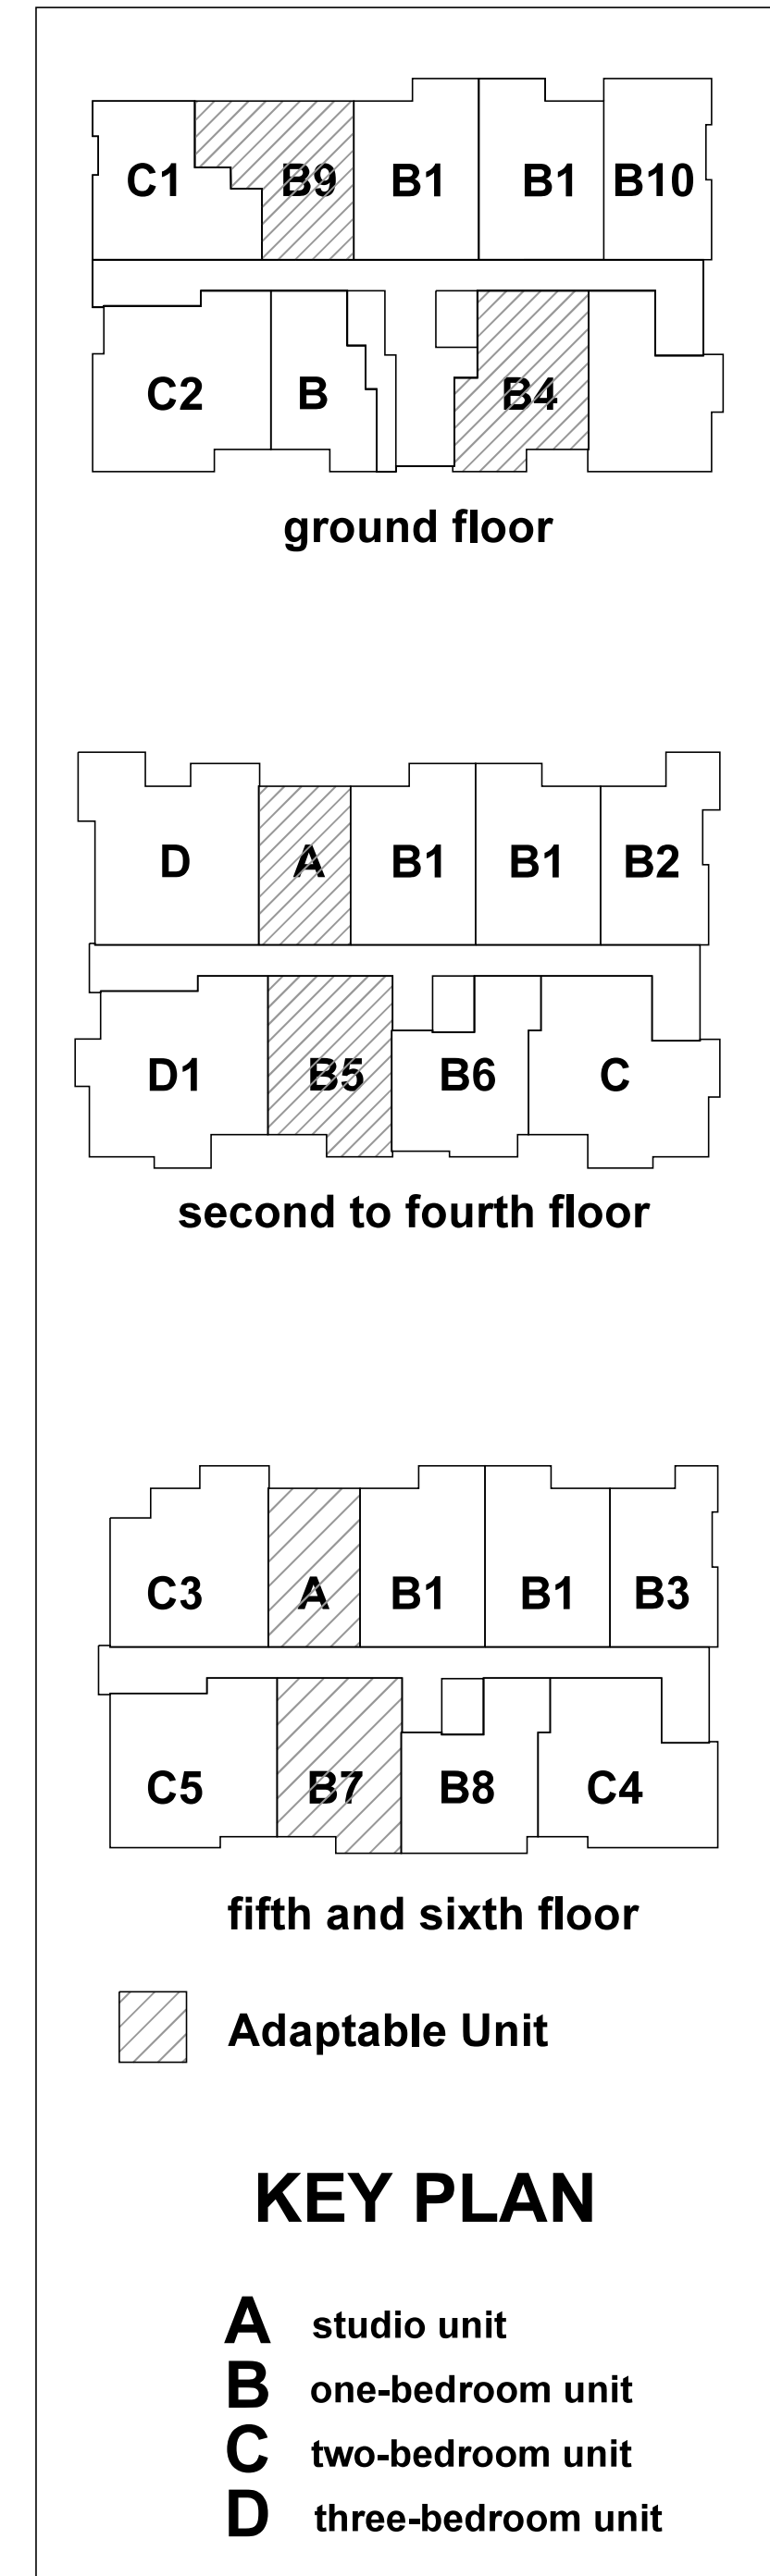 C1 B9 B1 B1 B10
C2 B B4
ground floor
D A B1 B1 B2
D1 B5 B6 C
second to fourth floor
C3 A B1 B1 B3
C5 B7 B8 C4
fifth and sixth floor
Adaptable Unit
KEY PLAN
A studio unit
B one-bedroom unit
C two-bedroom unit
D three-bedroom unit